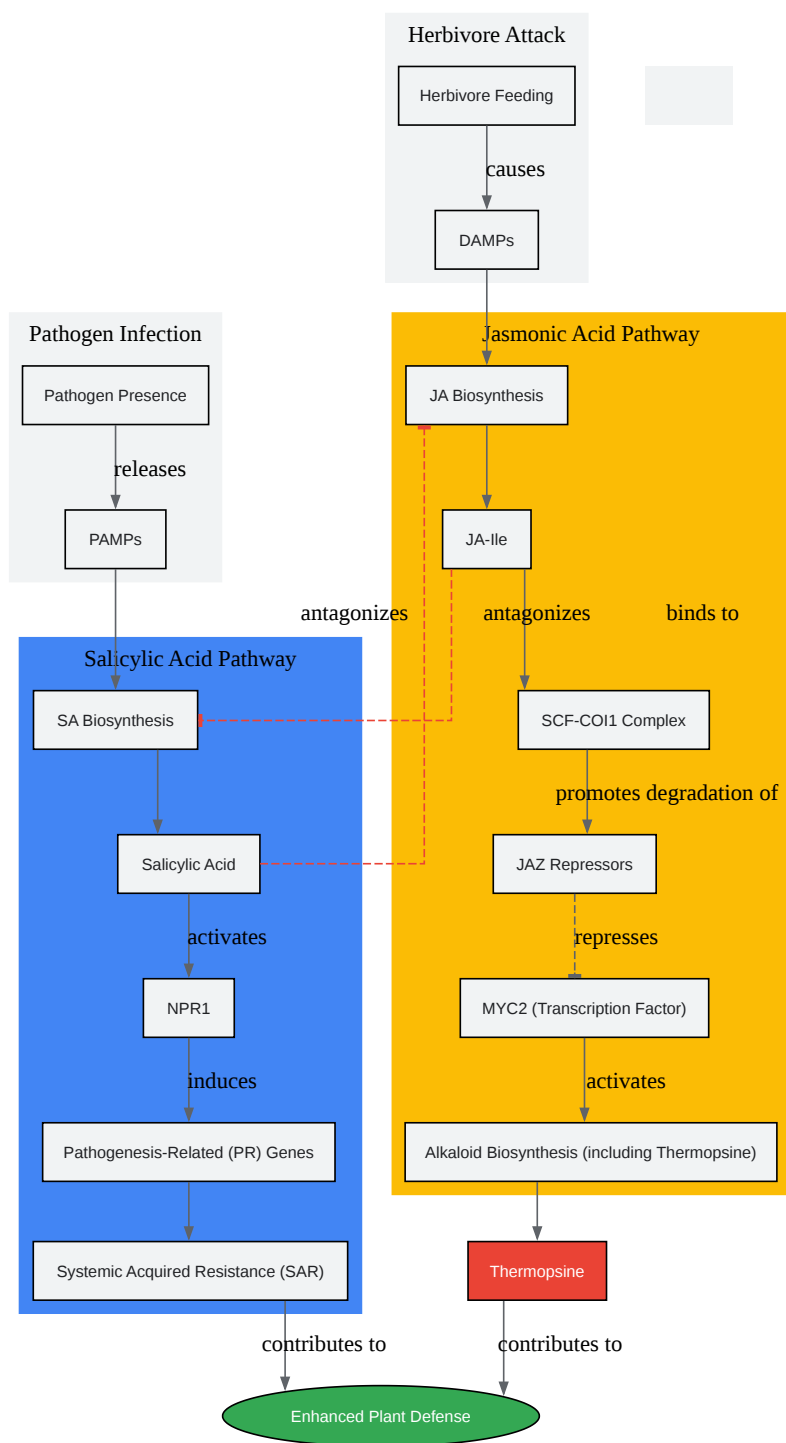 Herbivore Attack
Herbivore Feeding
causes
DAMPs
Pathogen Infection
Jasmonic Acid Pathway
Pathogen Presence
JA Biosynthesis
releases
PAMPs
JA-Ile
antagonizes
antagonizes
binds to
Salicylic Acid Pathway
SA Biosynthesis
SCF-COI1 Complex
promotes degradation of
Salicylic Acid
JAZ Repressors
activates
represses
NPR1
MYC2 (Transcription Factor)
induces
activates
Pathogenesis-Related (PR) Genes
Alkaloid Biosynthesis (including Thermopsine)
Systemic Acquired Resistance (SAR)
Thermopsine
contributes to
contributes to
Enhanced Plant Defense